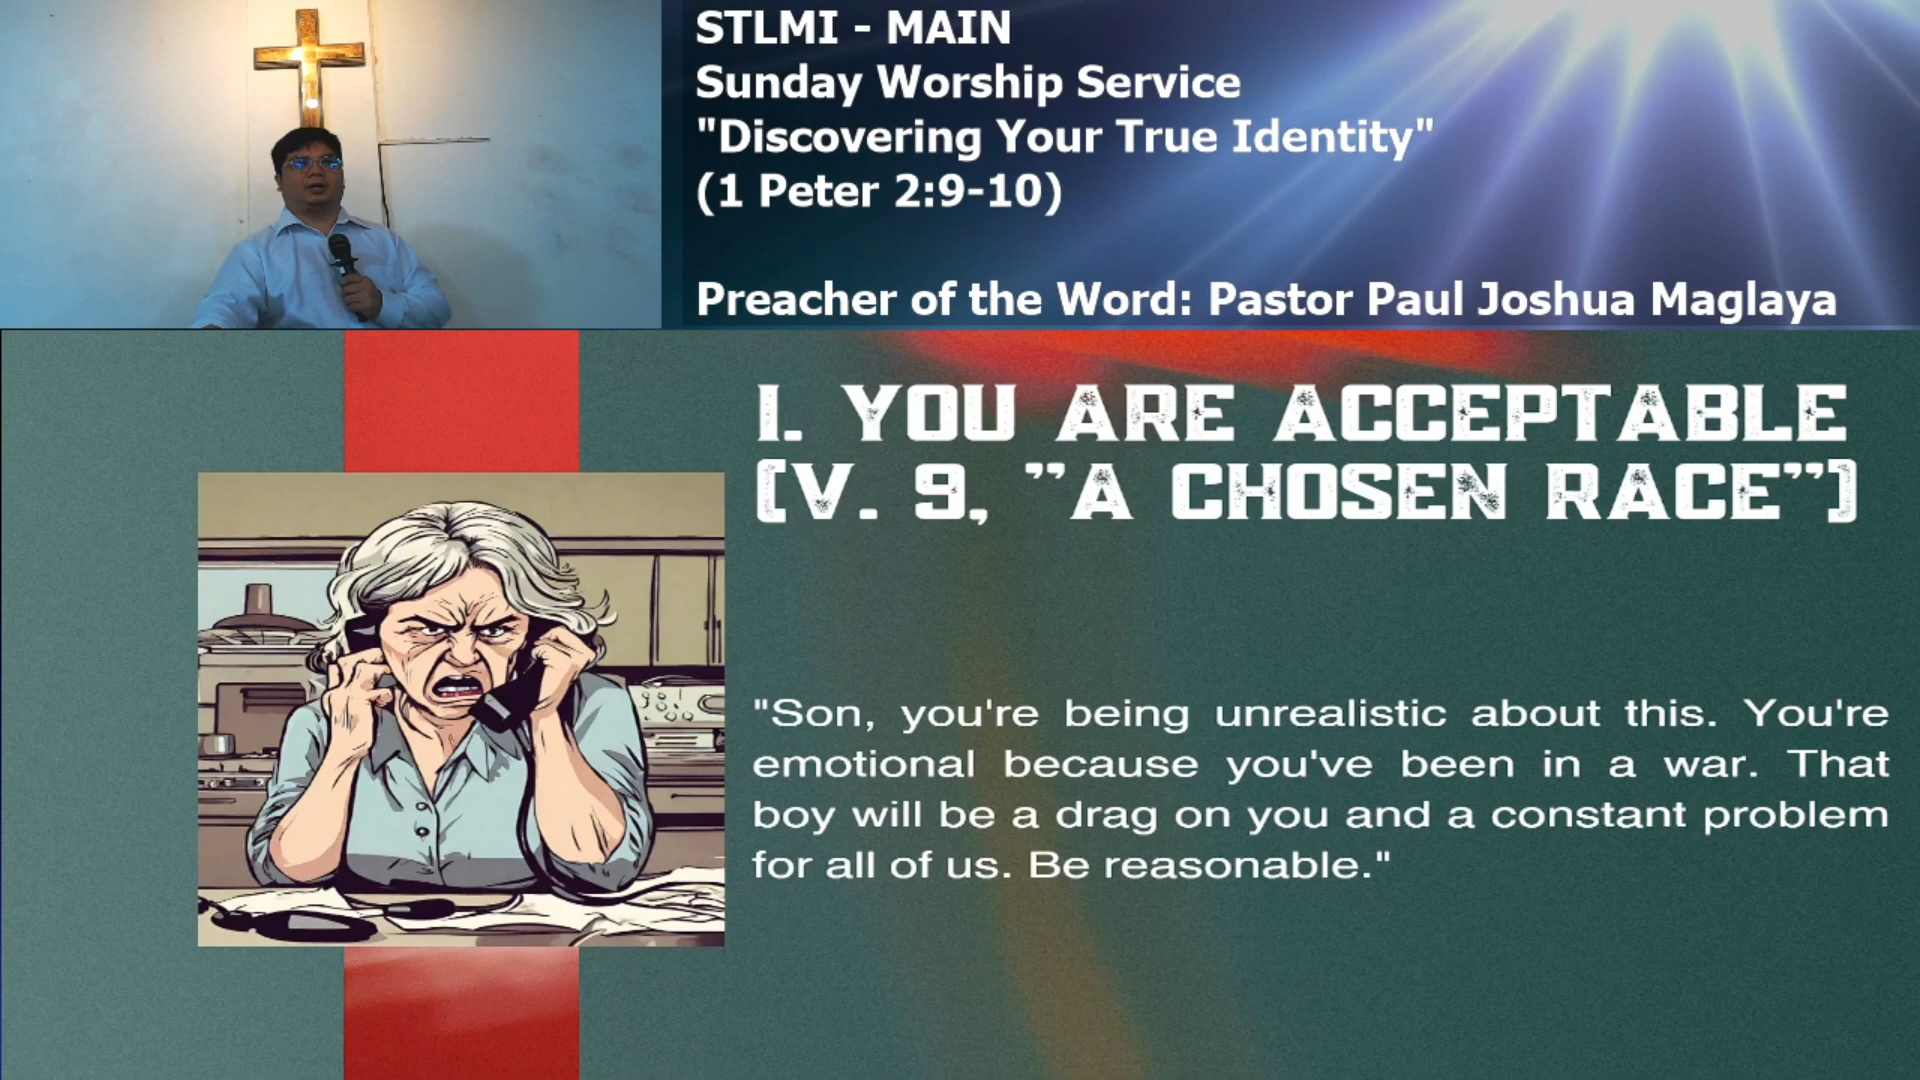 STLMI - MAIN
Sunday Worship Service
"Discovering Your True Identity"
(1 Peter 2:9-10)
Preacher of the Word: Pastor Paul Joshua Maglaya
I. YOU ARE ACCEPTABLE
(V. 9, "A CHOSEN RACE")
"Son, you're being unrealistic about this. You're
emotional because you've been in a war. That
boy will be a drag on you and a constant problem
for all of us. Be reasonable."